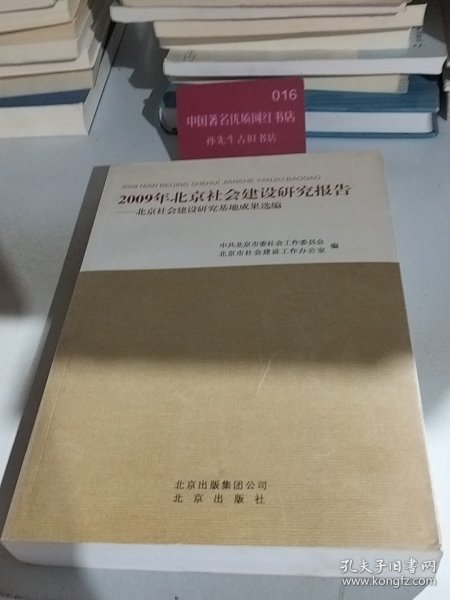 016
中国著名优质网红书店
孙先生古旧书店
2009 NIAN BEIJING SHEHUI JIANSHE YANJIU BAOGAO
2009年北京社会建设研究报告
——北京社会建设研究基地成果选编
中共北京市委社会工作委员会
北京市社会建设工作办公室 编
北京出版集团公司
北京出版社
孔夫子旧书网
www.kongfz.com